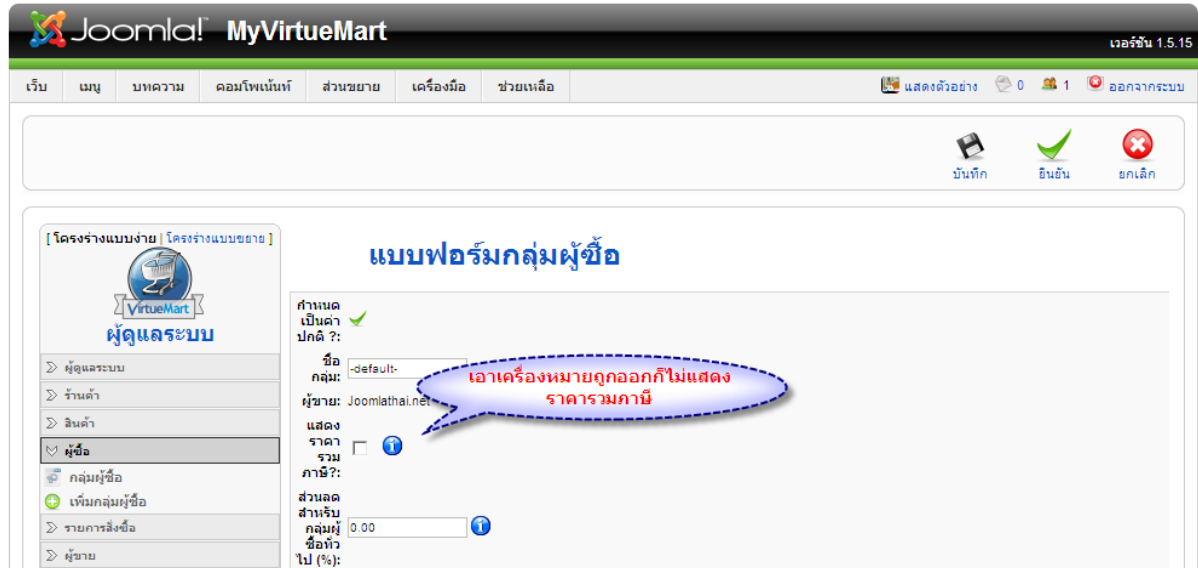 Joomla!™ MyVirtueMart
เวอร์ชัน 1.5.15
เว็บ เมนู บทความ คอมโพเน้นท์ ส่วนขยาย เครื่องมือ ช่วยเหลือ แสดงตัวอย่าง 0 1 ออกจากระบบ
บันทึก ยืนยัน ยกเลิก
[ โครงร่างแบบง่าย | โครงร่างแบบขยาย ]
VirtueMart
ผู้ดูแลระบบ
ผู้ดูแลระบบ
ร้านค้า
สินค้า
ผู้ซื้อ
กลุ่มผู้ซื้อ
เพิ่มกลุ่มผู้ซื้อ
รายการสั่งซื้อ
ผู้ขาย
แบบฟอร์มกลุ่มผู้ซื้อ
กำหนด
เป็นค่า
ปกติ ?:
ชื่อ
กลุ่ม: -default-
ผู้ขาย: Joomlathai.net
แสดง
ราคา
รวม
ภาษี?:
เอาเครื่องหมายถูกออกก็ไม่แสดง
ราคารวมภาษี
ส่วนลด
สำหรับ
กลุ่มผู้ 0.00
ซื้อทั่ว
ไป (%):